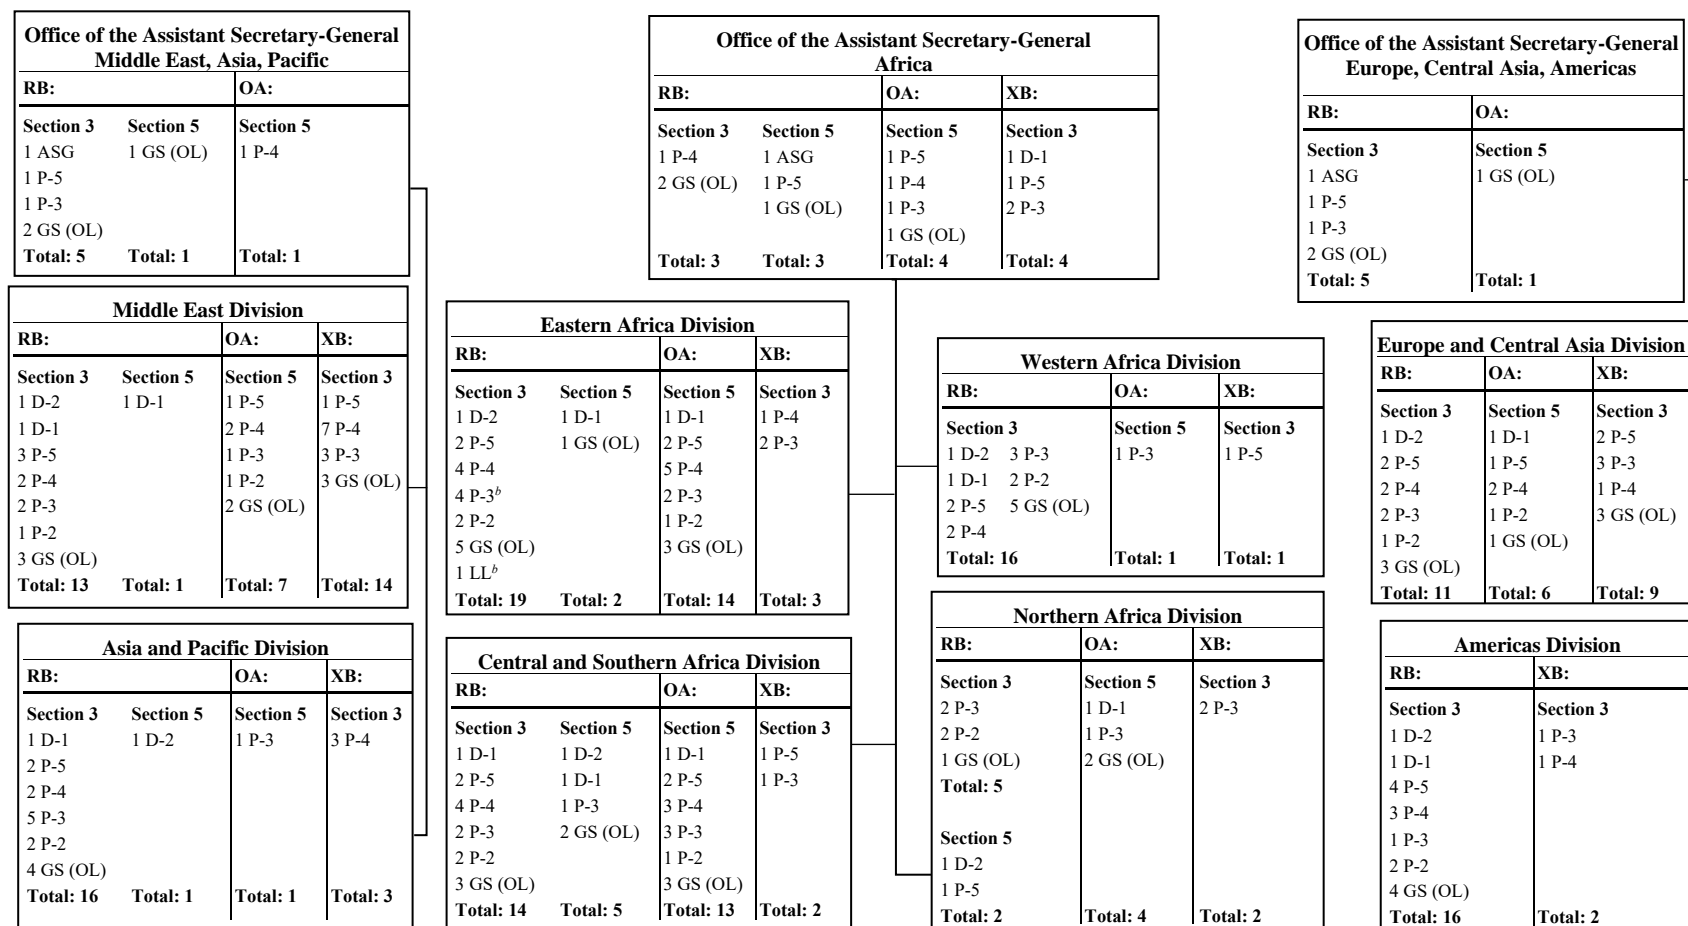 Office of the Assistant Secretary-General
Middle East, Asia, Pacific
RB: OA:
Section 3 Section 5 Section 5
1 ASG 1 GS (OL) 1 P-4
1 P-5
1 P-3
2 GS (OL)
Total: 5 Total: 1 Total: 1
Office of the Assistant Secretary-General
Africa
RB: OA: XB:
Section 3 Section 5 Section 5 Section 3
1 P-4 1 ASG 1 P-5 1 D-1
2 GS (OL) 1 P-5 1 P-4 1 P-5
1 GS (OL) 1 P-3 2 P-3
1 GS (OL)
Total: 3 Total: 3 Total: 4 Total: 4
Office of the Assistant Secretary-General
Europe, Central Asia, Americas
RB: OA:
Section 3 Section 5
1 ASG 1 GS (OL)
1 P-5
1 P-3
2 GS (OL)
Total: 5 Total: 1
Middle East Division
RB: OA: XB:
Section 3 Section 5 Section 5 Section 3
1 D-2 1 D-1 1 P-5 1 P-5
1 D-1 2 P-4 7 P-4
3 P-5 1 P-3 3 P-3
2 P-4 1 P-2 3 GS (OL)
2 P-3 2 GS (OL)
1 P-2
3 GS (OL)
Total: 13 Total: 1 Total: 7 Total: 14
Eastern Africa Division
RB: OA: XB:
Section 3 Section 5 Section 5 Section 3
1 D-2 1 D-1 1 D-1 1 P-4
2 P-5 1 GS (OL) 2 P-5 2 P-3
4 P-4 5 P-4
4 P-3b 2 P-3
2 P-2 1 P-2
5 GS (OL) 3 GS (OL)
1 LLb
Total: 19 Total: 2 Total: 14 Total: 3
Western Africa Division
RB: OA: XB:
Section 3 Section 5 Section 3
1 D-2 3 P-3 1 P-3 1 P-5
1 D-1 2 P-2
2 P-5 5 GS (OL)
2 P-4
Total: 16 Total: 1 Total: 1
Europe and Central Asia Division
RB: OA: XB:
Section 3 Section 5 Section 3
1 D-2 1 D-1 2 P-5
2 P-5 1 P-5 3 P-3
2 P-4 2 P-4 1 P-4
2 P-3 1 P-2 3 GS (OL)
1 P-2 1 GS (OL)
3 GS (OL)
Total: 11 Total: 6 Total: 9
Asia and Pacific Division
RB: OA: XB:
Section 3 Section 5 Section 5 Section 3
1 D-1 1 D-2 1 P-3 3 P-4
2 P-5
2 P-4
5 P-3
2 P-2
4 GS (OL)
Total: 16 Total: 1 Total: 1 Total: 3
Central and Southern Africa Division
RB: OA: XB:
Section 3 Section 5 Section 5 Section 3
1 D-1 1 D-2 1 D-1 1 P-5
2 P-5 1 D-1 2 P-5 1 P-3
4 P-4 1 P-3 3 P-4
2 P-3 2 GS (OL) 3 P-3
2 P-2 1 P-2
3 GS (OL) 3 GS (OL)
Total: 14 Total: 5 Total: 13 Total: 2
Northern Africa Division
RB: OA: XB:
Section 3 Section 5 Section 3
2 P-3 1 D-1 2 P-3
2 P-2 1 P-3
1 GS (OL) 2 GS (OL)
Total: 5
Section 5
1 D-2
1 P-5
Total: 2 Total: 4 Total: 2
Americas Division
RB: XB:
Section 3 Section 3
1 D-2 1 P-3
1 D-1 1 P-4
4 P-5
3 P-4
1 P-3
2 P-2
4 GS (OL)
Total: 16 Total: 2